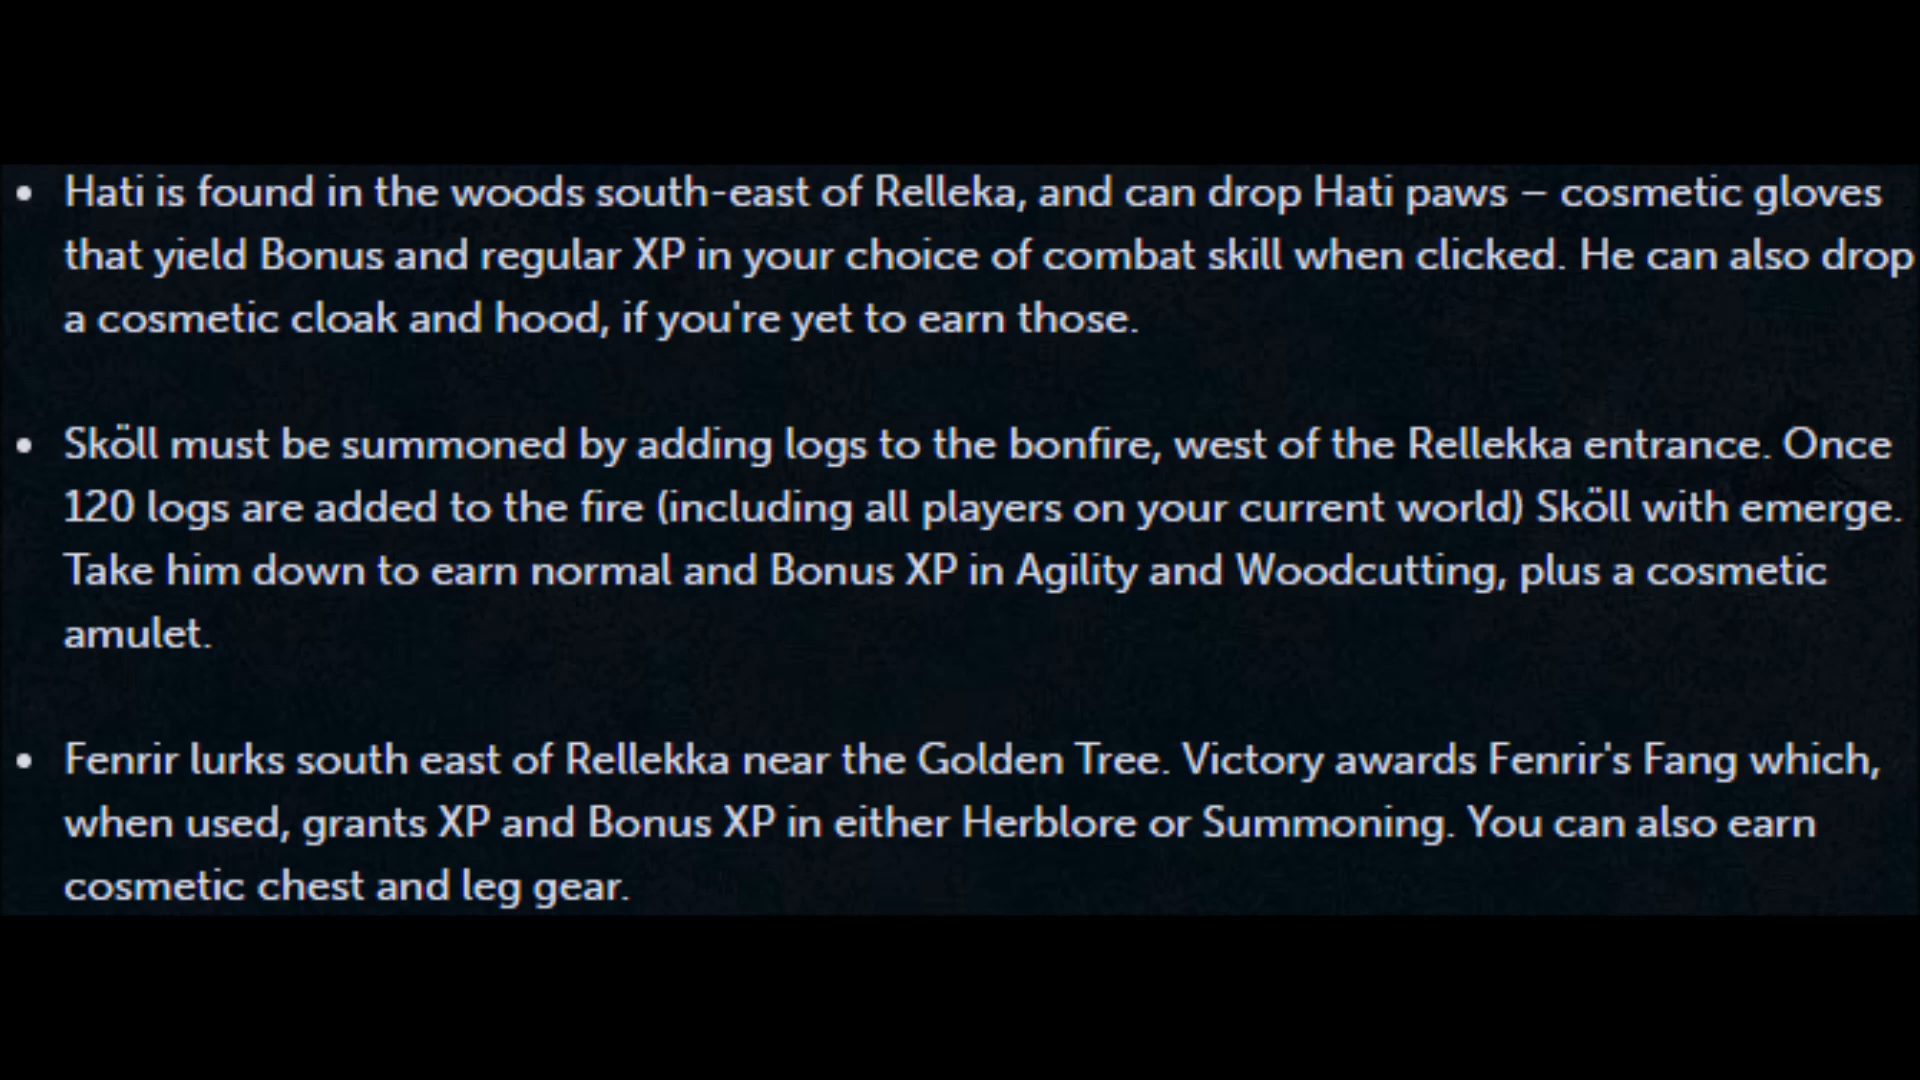 • Hati is found in the woods south-east of Relleka, and can drop Hati paws – cosmetic gloves
that yield Bonus and regular XP in your choice of combat skill when clicked. He can also drop
a cosmetic cloak and hood, if you're yet to earn those.
• Sköll must be summoned by adding logs to the bonfire, west of the Rellekka entrance. Once
120 logs are added to the fire (including all players on your current world) Sköll with emerge.
Take him down to earn normal and Bonus XP in Agility and Woodcutting, plus a cosmetic
amulet.
• Fenrir lurks south east of Rellekka near the Golden Tree. Victory awards Fenrir's Fang which,
when used, grants XP and Bonus XP in either Herblore or Summoning. You can also earn
cosmetic chest and leg gear.